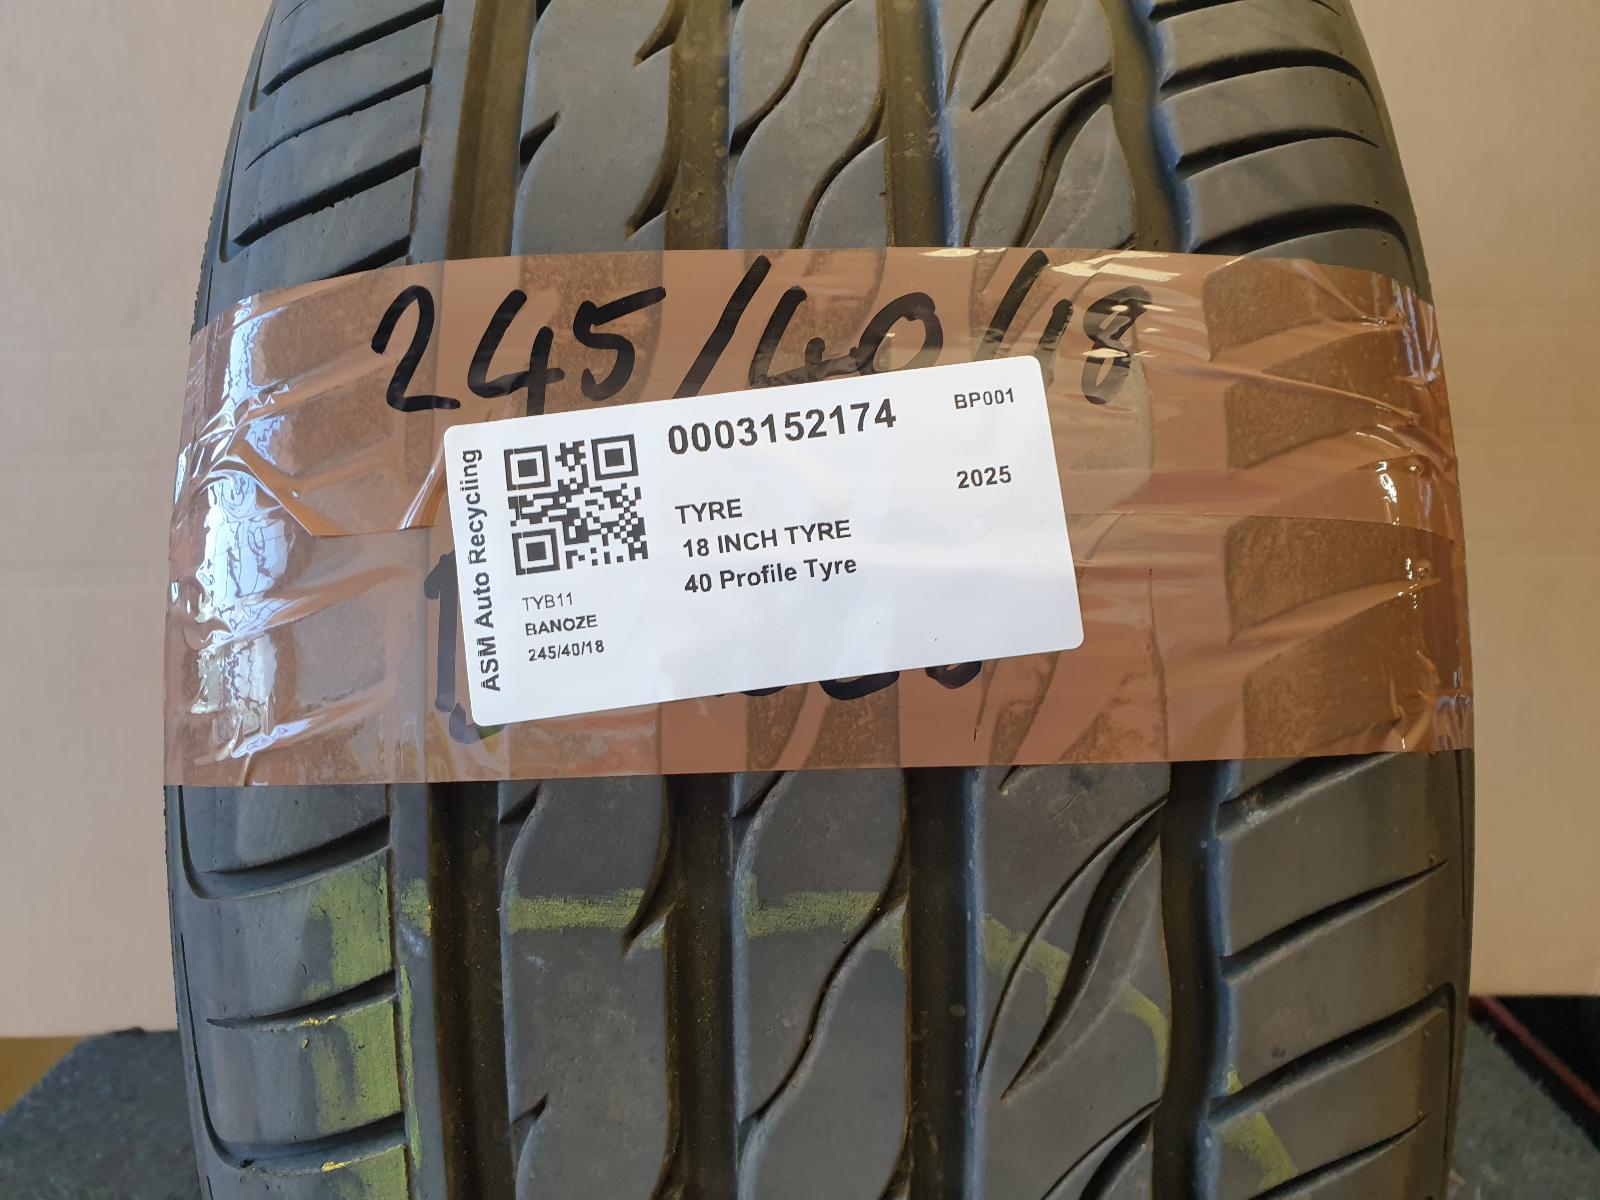 245/40/18
0003152174
BP001
2025
TYRE
18 INCH TYRE
40 Profile Tyre
ASM Auto Recycling
TYB11
BANOZE
245/40/18